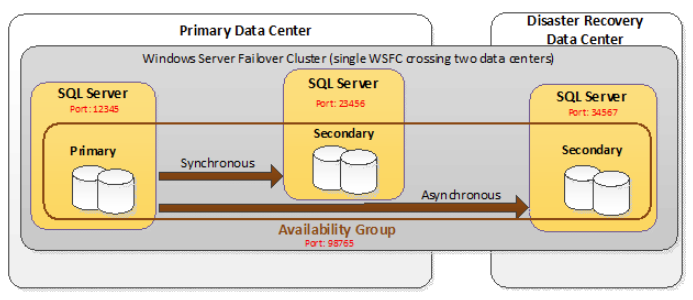 Primary Data Center
Disaster Recovery
Data Center
Windows Server Failover Cluster (single WSFC crossing two data centers)
SQL Server
Port: 12345
Primary
SQL Server
Port: 23456
Secondary
SQL Server
Port: 34567
Secondary
Synchronous
Asynchronous
Availability Group
Port: 98765